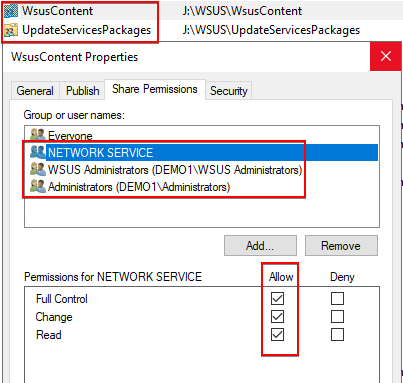 WsusContent J:\WSUS\WsusContent
UpdateServicesPackages J:\WSUS\UpdateServicesPackages
WsusContent Properties
General Publish Share Permissions Security
Group or user names:
Everyone
NETWORK SERVICE
WSUS Administrators (DEMO1\WSUS Administrators)
Administrators (DEMO1\Administrators)
Add... Remove
Permissions for NETWORK SERVICE Allow Deny
Full Control
Change
Read